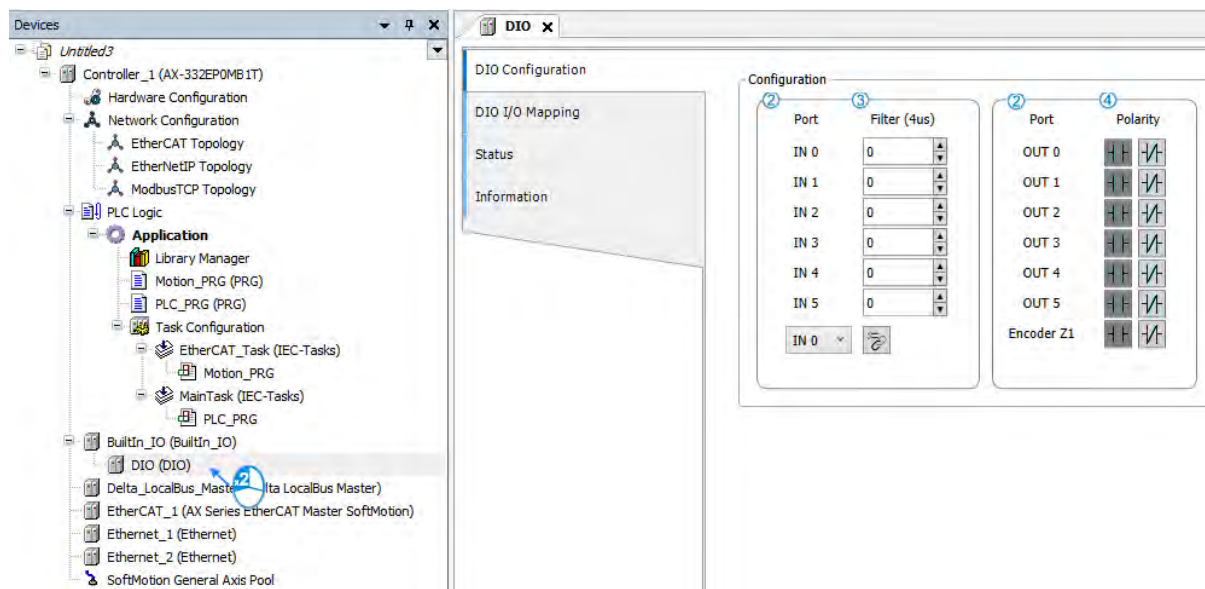 Devices
Untitled3
Controller_1 (AX-332EP0MB1T)
Hardware Configuration
Network Configuration
EtherCAT Topology
EtherNetIP Topology
ModbusTCP Topology
PLC Logic
Application
Library Manager
Motion_PRG (PRG)
PLC_PRG (PRG)
Task Configuration
EtherCAT_Task (IEC-Tasks)
Motion_PRG
MainTask (IEC-Tasks)
PLC_PRG
BuiltIn_IO (BuiltIn_IO)
DIO (DIO)
Delta_LocalBus_Maste lta LocalBus Master)
EtherCAT_1 (AX Series EtherCAT Master SoftMotion)
Ethernet_1 (Ethernet)
Ethernet_2 (Ethernet)
SoftMotion General Axis Pool
x2
DIO
DIO Configuration
DIO I/O Mapping
Status
Information
Configuration
② ③
Port Filter (4us)
IN 0 0
IN 1 0
IN 2 0
IN 3 0
IN 4 0
IN 5 0
IN 0
② ④
Port Polarity
OUT 0
OUT 1
OUT 2
OUT 3
OUT 4
OUT 5
Encoder Z1